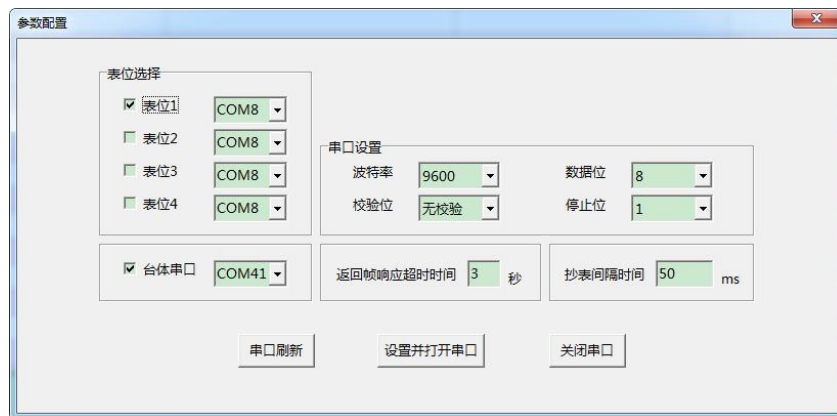 参数配置
表位选择
表位1 COM8
表位2 COM8
表位3 COM8
表位4 COM8
串口设置
波特率 9600 数据位 8
校验位 无校验 停止位 1
台体串口 COM41 返回帧响应超时时间 3 秒 抄表间隔时间 50 ms
串口刷新 设置并打开串口 关闭串口